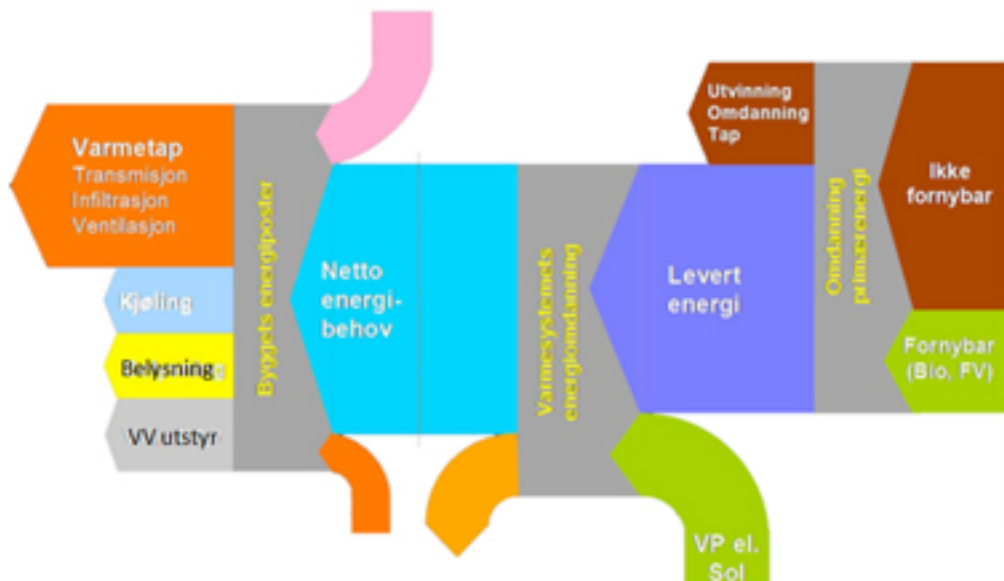 Varmetap
Transmisjon
Infiltrasjon
Ventilasjon
Kjøling
Belysning
VV utstyr
Byggets energiposter
Netto
energi-
behov
Varmesystemets
energiomdanning
Levert
energi
Utvinning
Omdanning
Tap
Omdanning
primærenergi
Ikke
fornybar
Fornybar
(Bio, FV)
VP el.
Sol